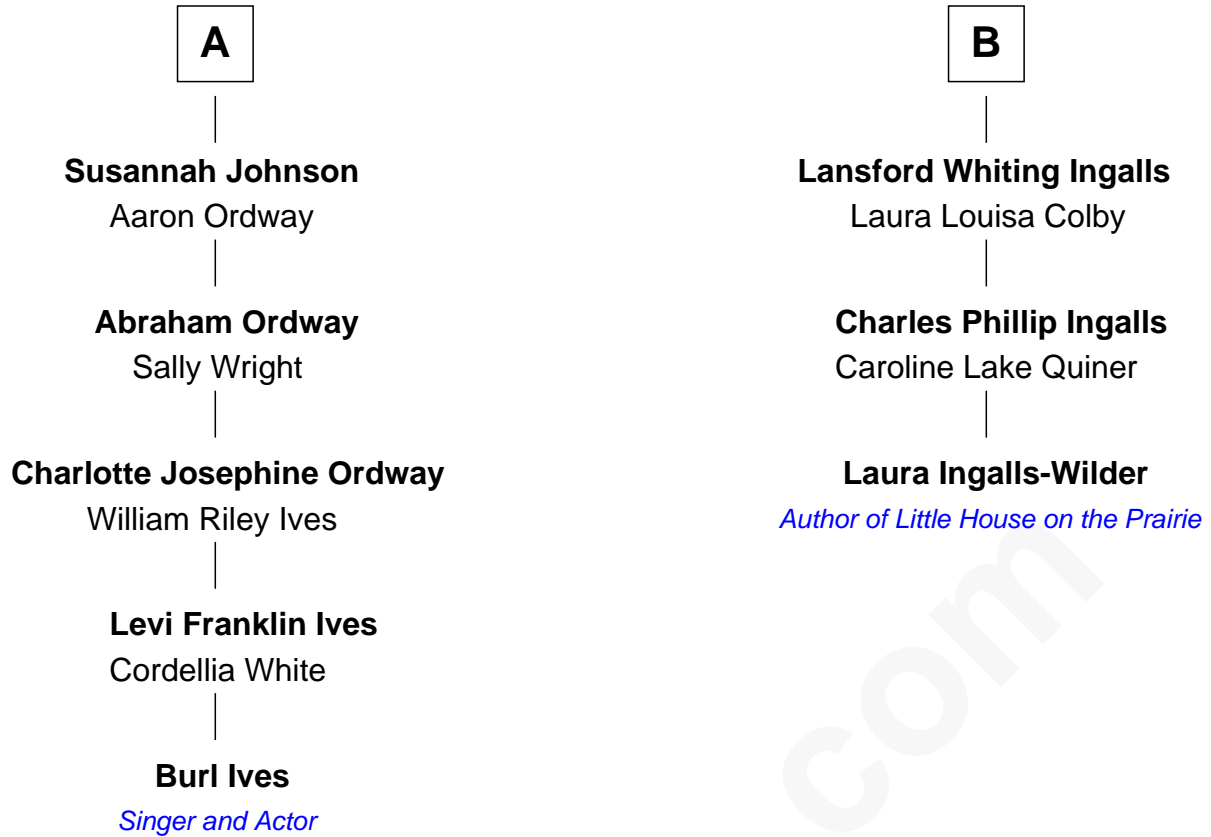 A
Susannah Johnson
Aaron Ordway
Abraham Ordway
Sally Wright
Charlotte Josephine Ordway
William Riley Ives
Levi Franklin Ives
Cordellia White
Burl Ives
Singer and Actor
B
Lansford Whiting Ingalls
Laura Louisa Colby
Charles Phillip Ingalls
Caroline Lake Quiner
Laura Ingalls-Wilder
Author of Little House on the Prairie
com